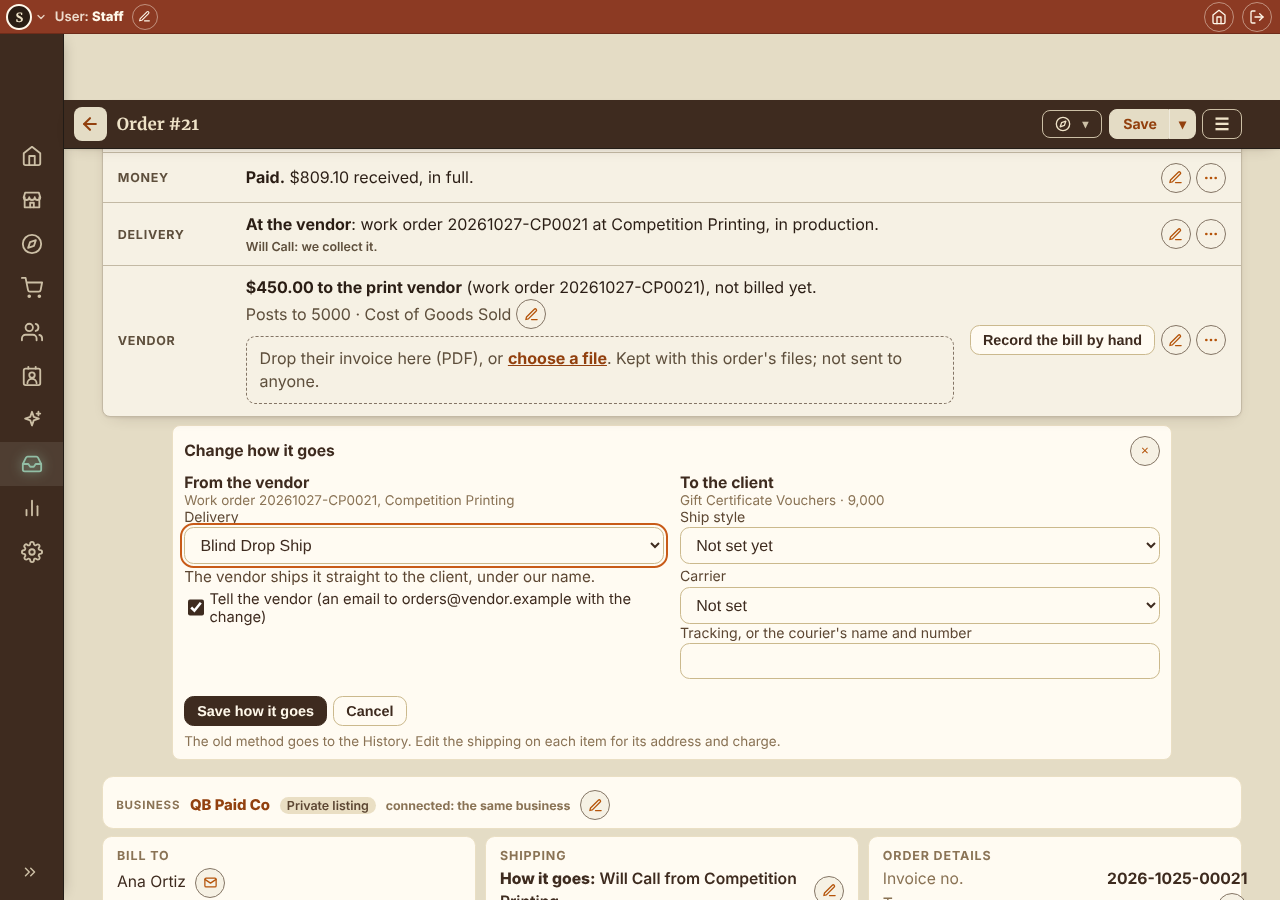 S User: Staff
Order #21
Save ▾
MONEY
Paid. $809.10 received, in full.
DELIVERY
At the vendor: work order 20261027-CP0021 at Competition Printing, in production.
Will Call: we collect it.
VENDOR
$450.00 to the print vendor (work order 20261027-CP0021), not billed yet.
Posts to 5000 · Cost of Goods Sold
Drop their invoice here (PDF), or choose a file. Kept with this order's files; not sent to
anyone.
Record the bill by hand
Change how it goes
From the vendor
Work order 20261027-CP0021, Competition Printing
Delivery
Blind Drop Ship
The vendor ships it straight to the client, under our name.
Tell the vendor (an email to orders@vendor.example with the
change)
To the client
Gift Certificate Vouchers · 9,000
Ship style
Not set yet
Carrier
Not set
Tracking, or the courier's name and number
Save how it goes
Cancel
The old method goes to the History. Edit the shipping on each item for its address and charge.
BUSINESS QB Paid Co Private listing connected: the same business
BILL TO
Ana Ortiz
SHIPPING
How it goes: Will Call from Competition
ORDER DETAILS
Invoice no. 2026-1025-00021